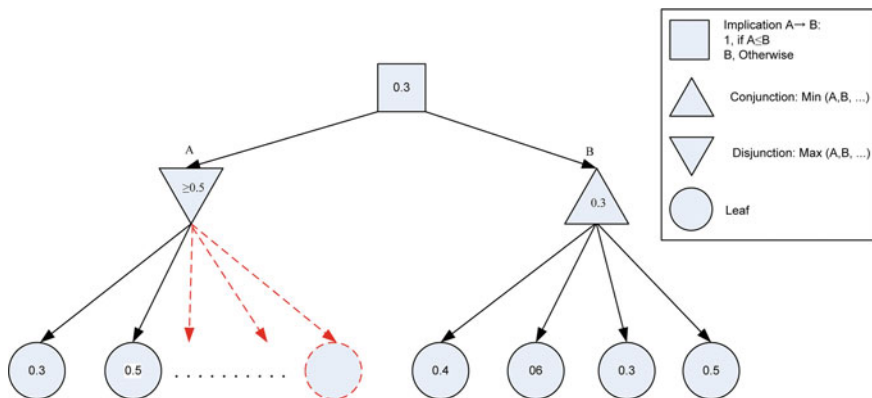 Implication A→ B:
1, if A≤B
B, Otherwise
0.3
Conjunction: Min (A,B, ...)
A
B
Disjunction: Max (A,B, ...)
≥0.5
0.3
Leaf
0.3
0.5
. . . . . . . . . .
0.4
06
0.3
0.5